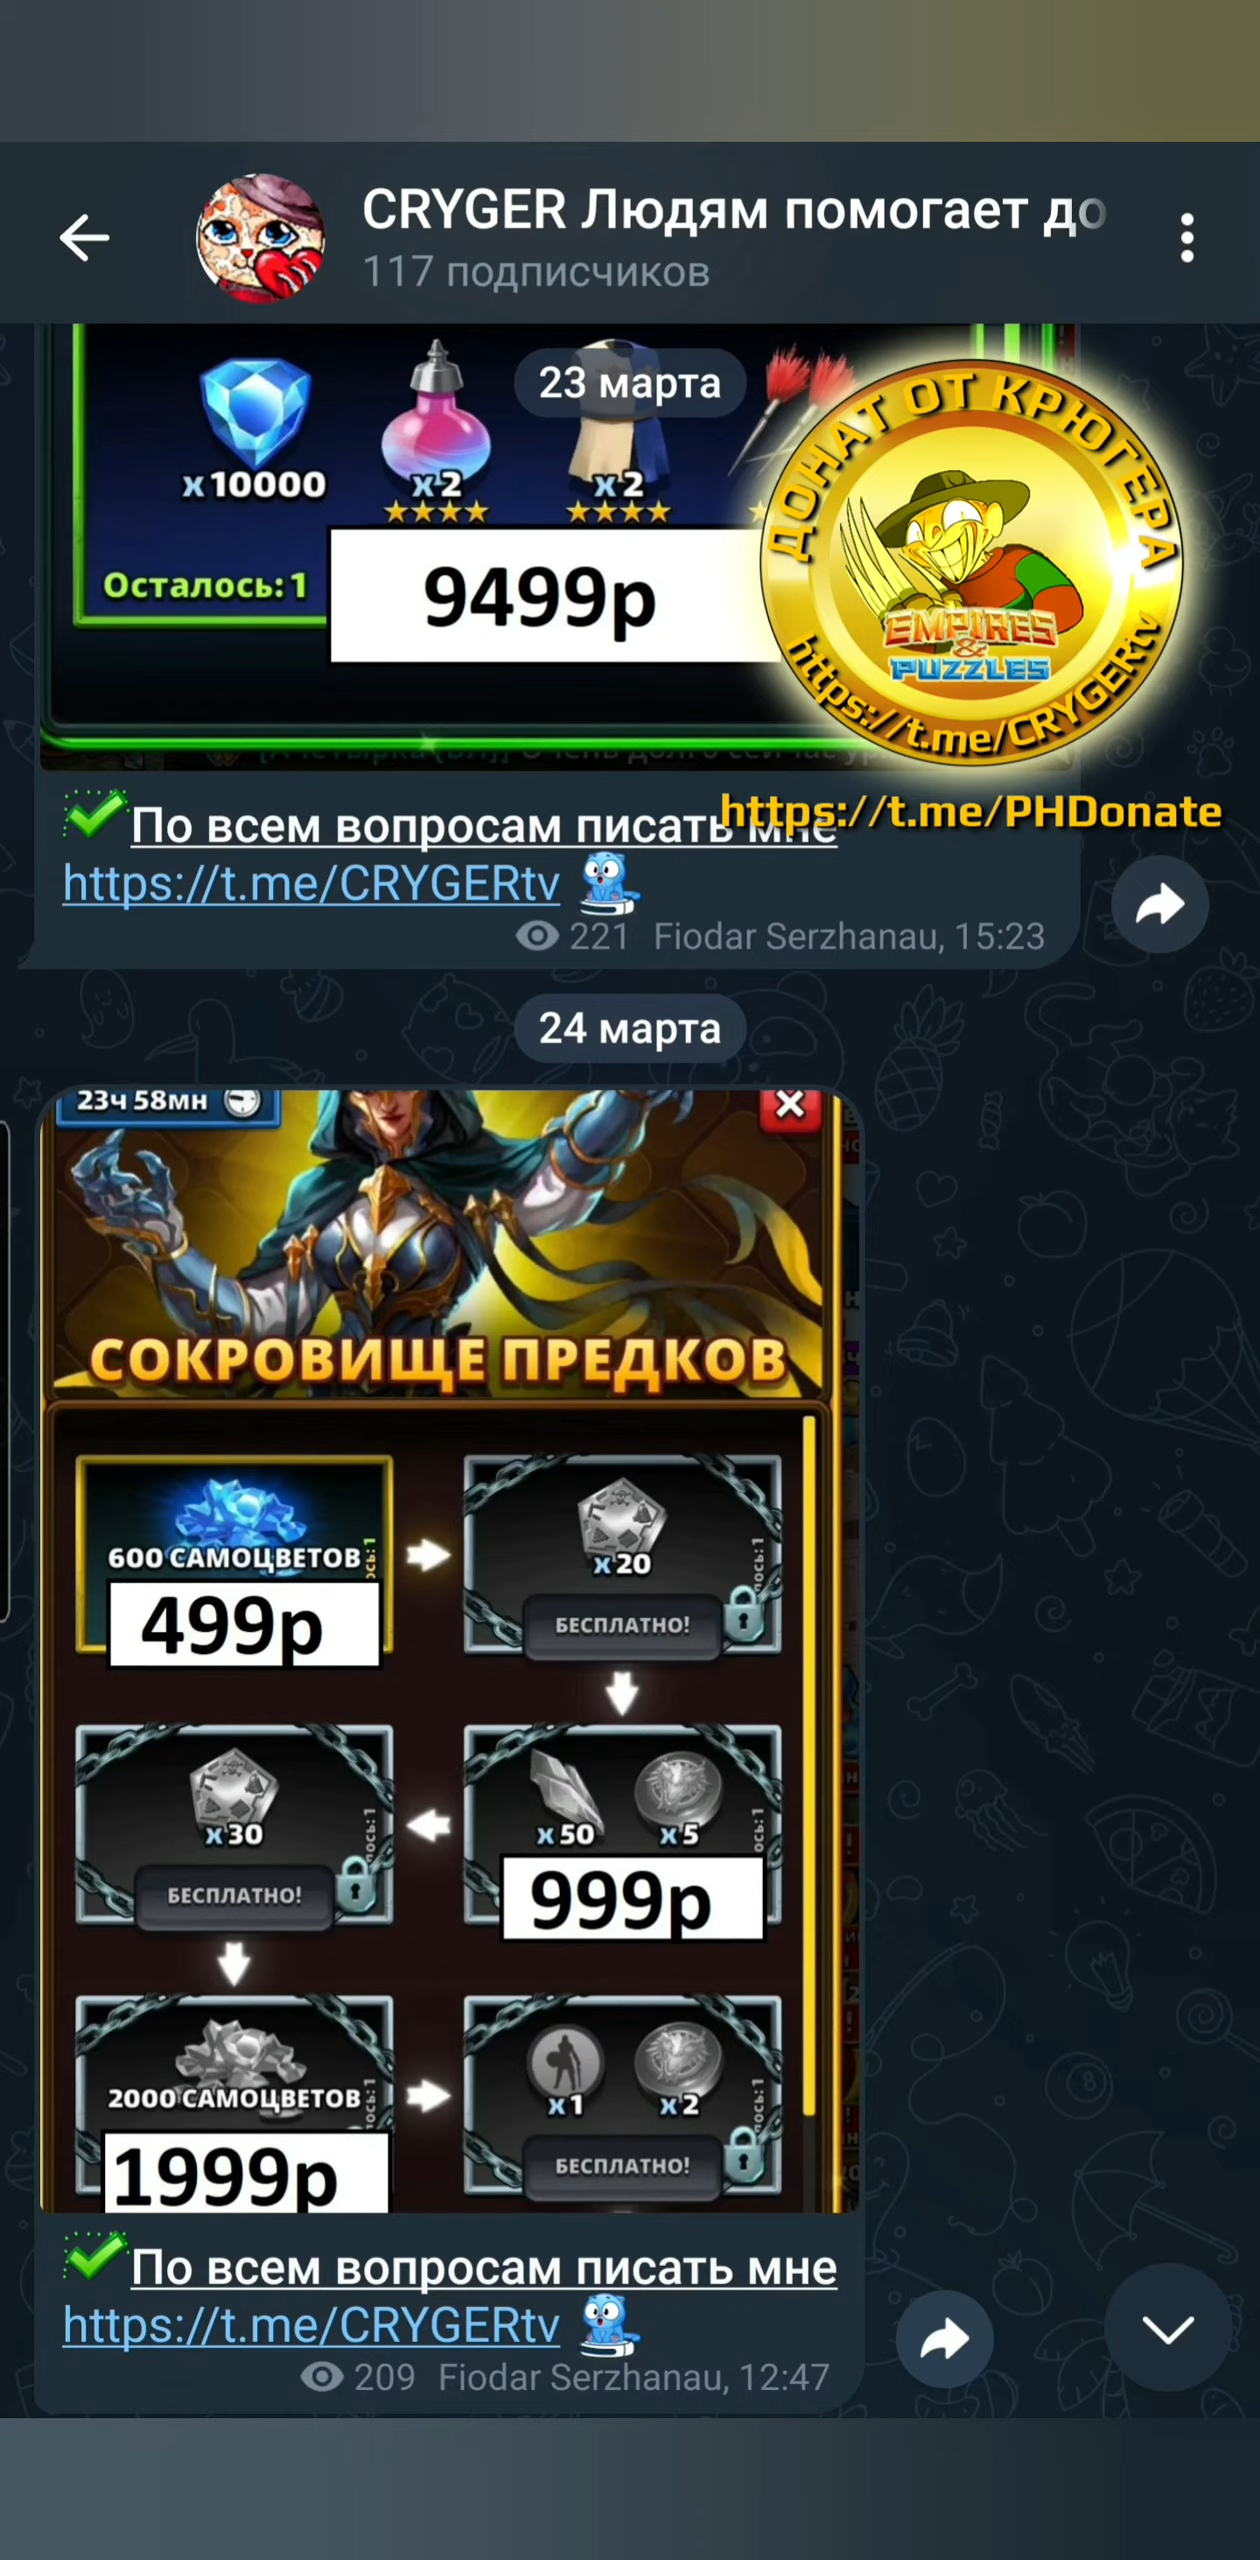 CRYGER Людям помогает до
117 подписчиков
23 марта
x10000
x2
x2
Осталось:1
9499р
ДОНАТ ОТ КРЮГЕРА
EMPIRES
&
PUZZLES
https://t.me/CRYGERtv
https://t.me/PHDonate
По всем вопросам писать мне
https://t.me/CRYGERtv
221 Fiodar Serzhanau, 15:23
24 марта
23ч 58мн
СОКРОВИЩЕ ПРЕДКОВ
600 САМОЦВЕТОВ
499р
x20
БЕСПЛАТНО!
x30
БЕСПЛАТНО!
x50 x5
999р
2000 САМОЦВЕТОВ
1999р
x1 x2
БЕСПЛАТНО!
По всем вопросам писать мне
https://t.me/CRYGERtv
209 Fiodar Serzhanau, 12:47